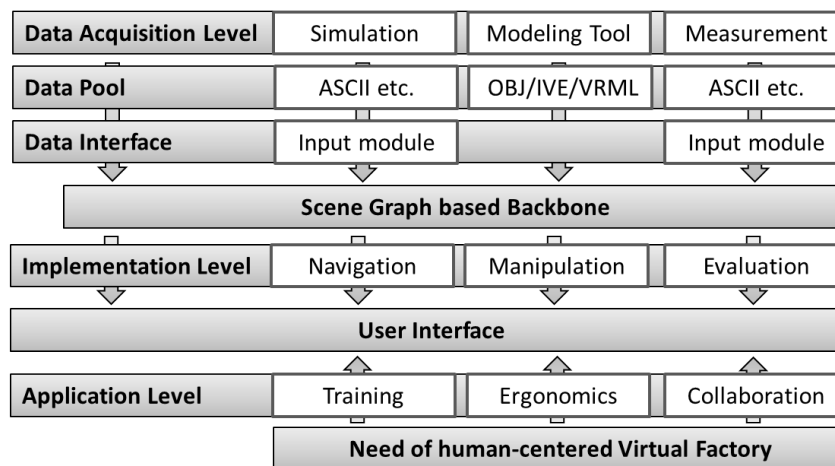 Data Acquisition Level Simulation Modeling Tool Measurement
Data Pool ASCII etc. OBJ/IVE/VRML ASCII etc.
Data Interface Input module Input module
Scene Graph based Backbone
Implementation Level Navigation Manipulation Evaluation
User Interface
Application Level Training Ergonomics Collaboration
Need of human-centered Virtual Factory